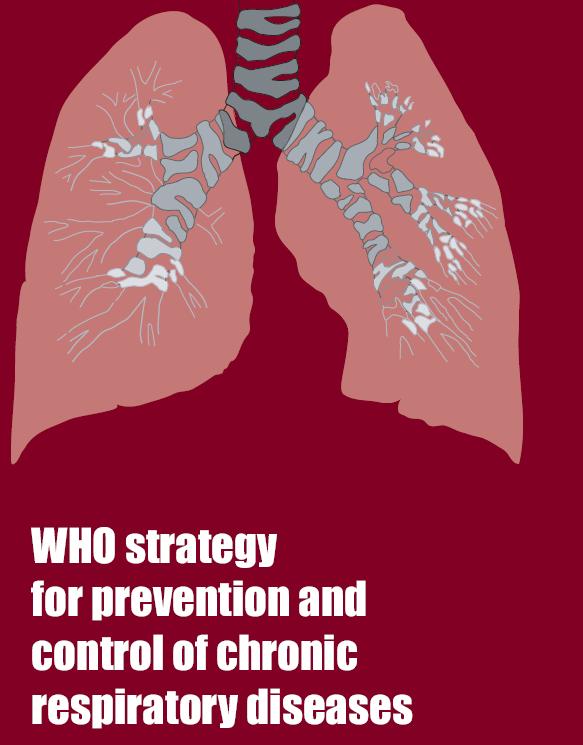 WHO strategy
for prevention and
control of chronic
respiratory diseases